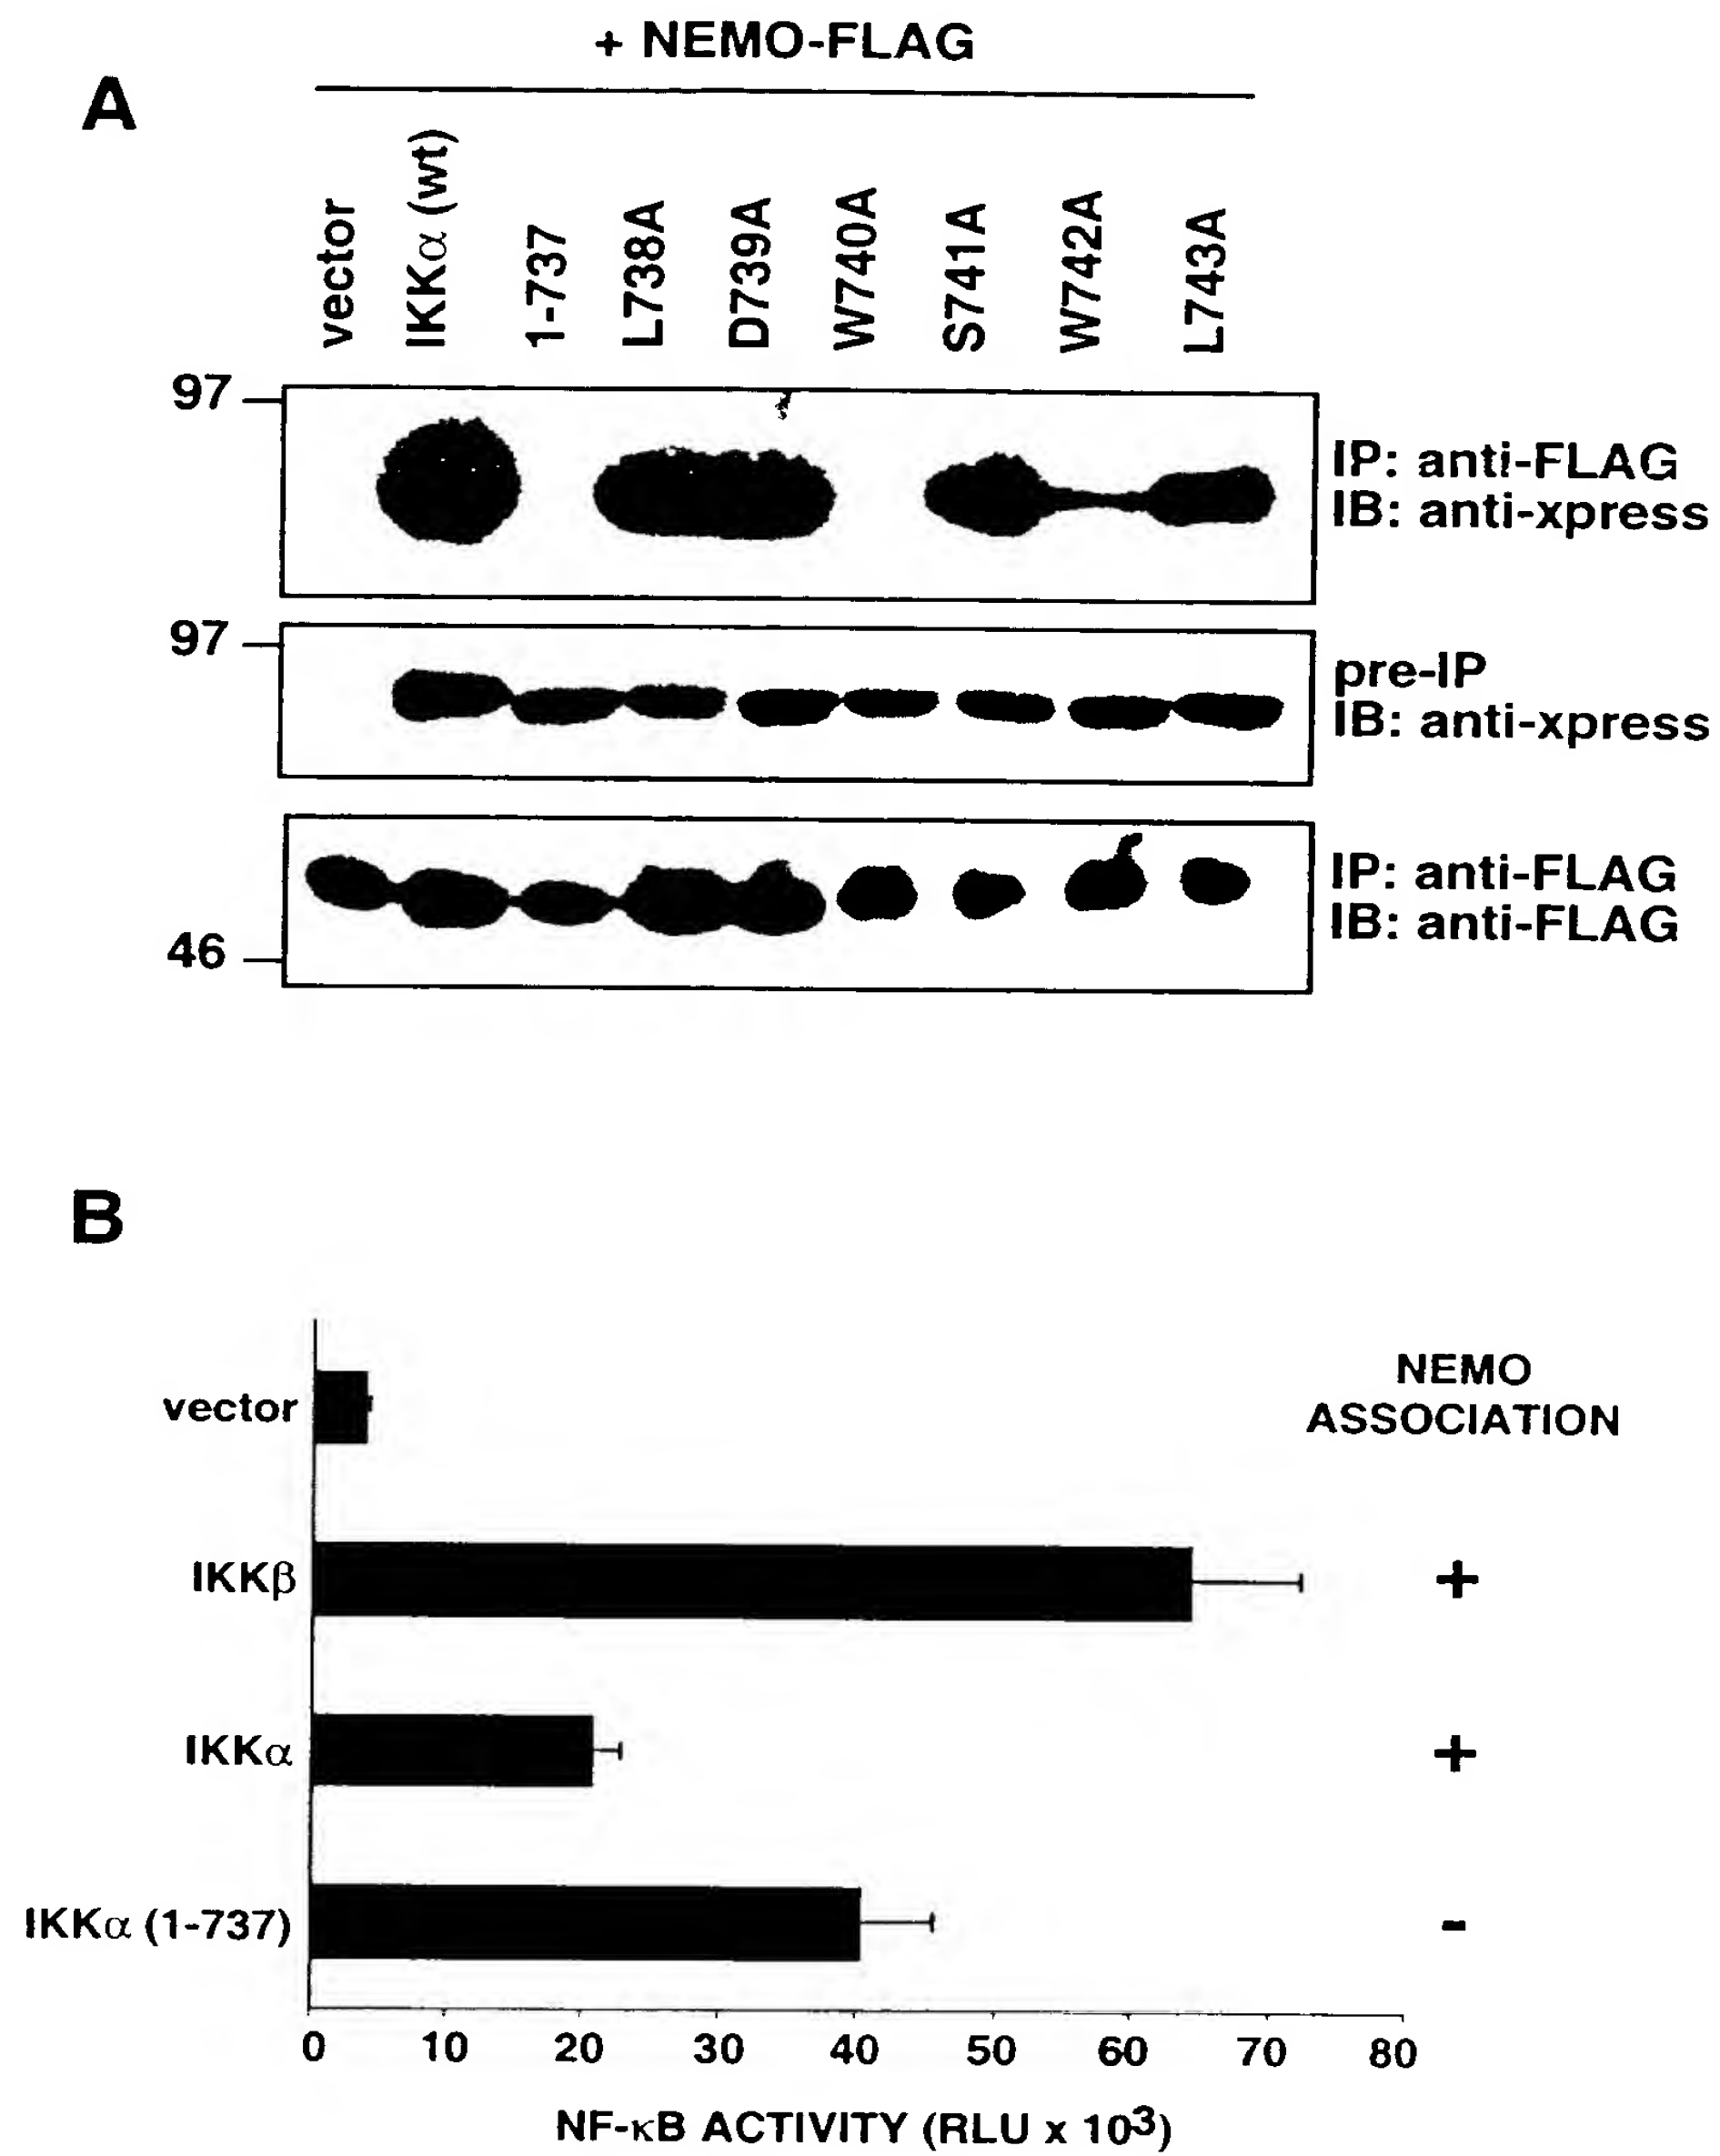 + NEMO-FLAG
A
vector
IKKα (wt)
1-737
L738A
D739A
W740A
S741A
W742A
L743A
97
IP: anti-FLAG
IB: anti-xpress
97
pre-IP
IB: anti-xpress
IP: anti-FLAG
IB: anti-FLAG
46
B
NEMO
ASSOCIATION
vector
IKKβ +
IKKα +
IKKα (1-737) -
0 10 20 30 40 50 60 70 80
NF-κB ACTIVITY (RLU x 10³)